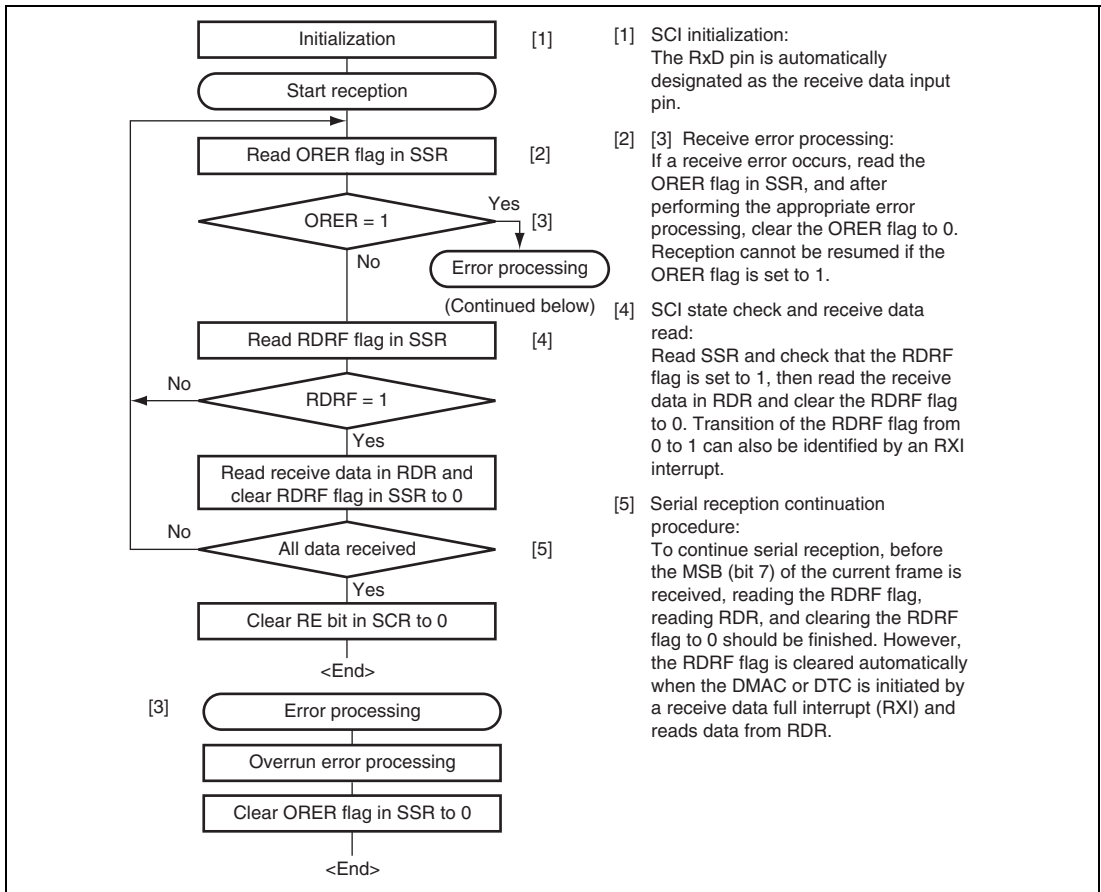 Initialization [1]
Start reception
Read ORER flag in SSR [2]
ORER = 1
Yes
[3]
No
Error processing
(Continued below)
Read RDRF flag in SSR [4]
No
RDRF = 1
Yes
Read receive data in RDR and
clear RDRF flag in SSR to 0
No
All data received [5]
Yes
Clear RE bit in SCR to 0
<End>
[3] Error processing
Overrun error processing
Clear ORER flag in SSR to 0
<End>
[1] SCI initialization:
The RxD pin is automatically
designated as the receive data input
pin.
[2] [3] Receive error processing:
If a receive error occurs, read the
ORER flag in SSR, and after
performing the appropriate error
processing, clear the ORER flag to 0.
Reception cannot be resumed if the
ORER flag is set to 1.
[4] SCI state check and receive data
read:
Read SSR and check that the RDRF
flag is set to 1, then read the receive
data in RDR and clear the RDRF flag
to 0. Transition of the RDRF flag from
0 to 1 can also be identified by an RXI
interrupt.
[5] Serial reception continuation
procedure:
To continue serial reception, before
the MSB (bit 7) of the current frame is
received, reading the RDRF flag,
reading RDR, and clearing the RDRF
flag to 0 should be finished. However,
the RDRF flag is cleared automatically
when the DMAC or DTC is initiated by
a receive data full interrupt (RXI) and
reads data from RDR.